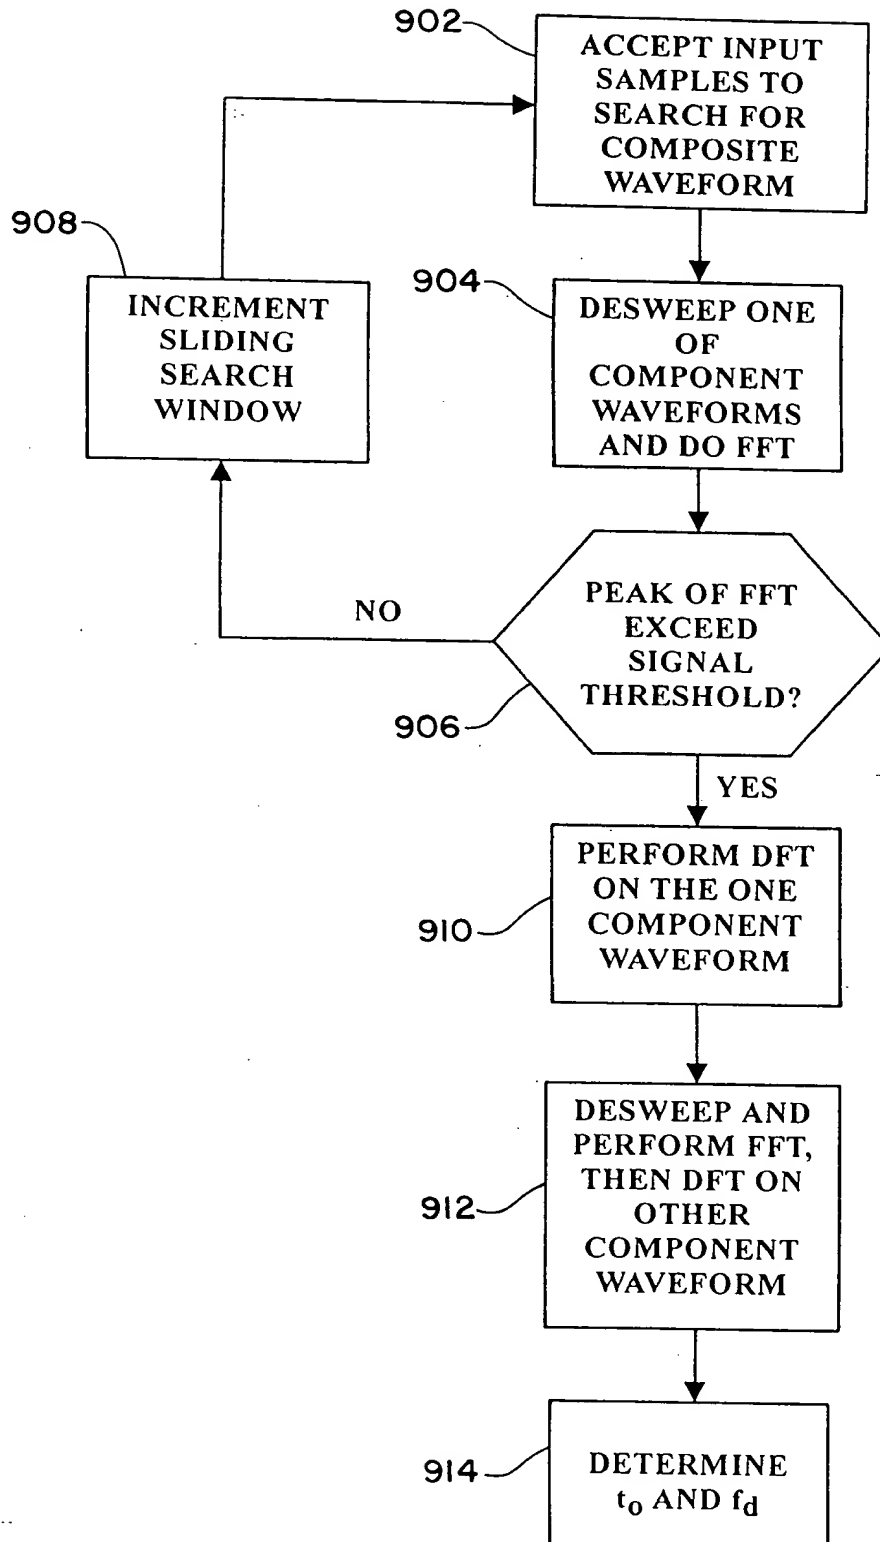 902
ACCEPT INPUT
SAMPLES TO
SEARCH FOR
COMPOSITE
WAVEFORM
908
INCREMENT
SLIDING
SEARCH
WINDOW
904
DESWEEP ONE
OF
COMPONENT
WAVEFORMS
AND DO FFT
NO
PEAK OF FFT
EXCEED
SIGNAL
THRESHOLD?
906
YES
PERFORM DFT
ON THE ONE
COMPONENT
WAVEFORM
910
DESWEEP AND
PERFORM FFT,
THEN DFT ON
OTHER
COMPONENT
WAVEFORM
912
914
DETERMINE
to AND fd